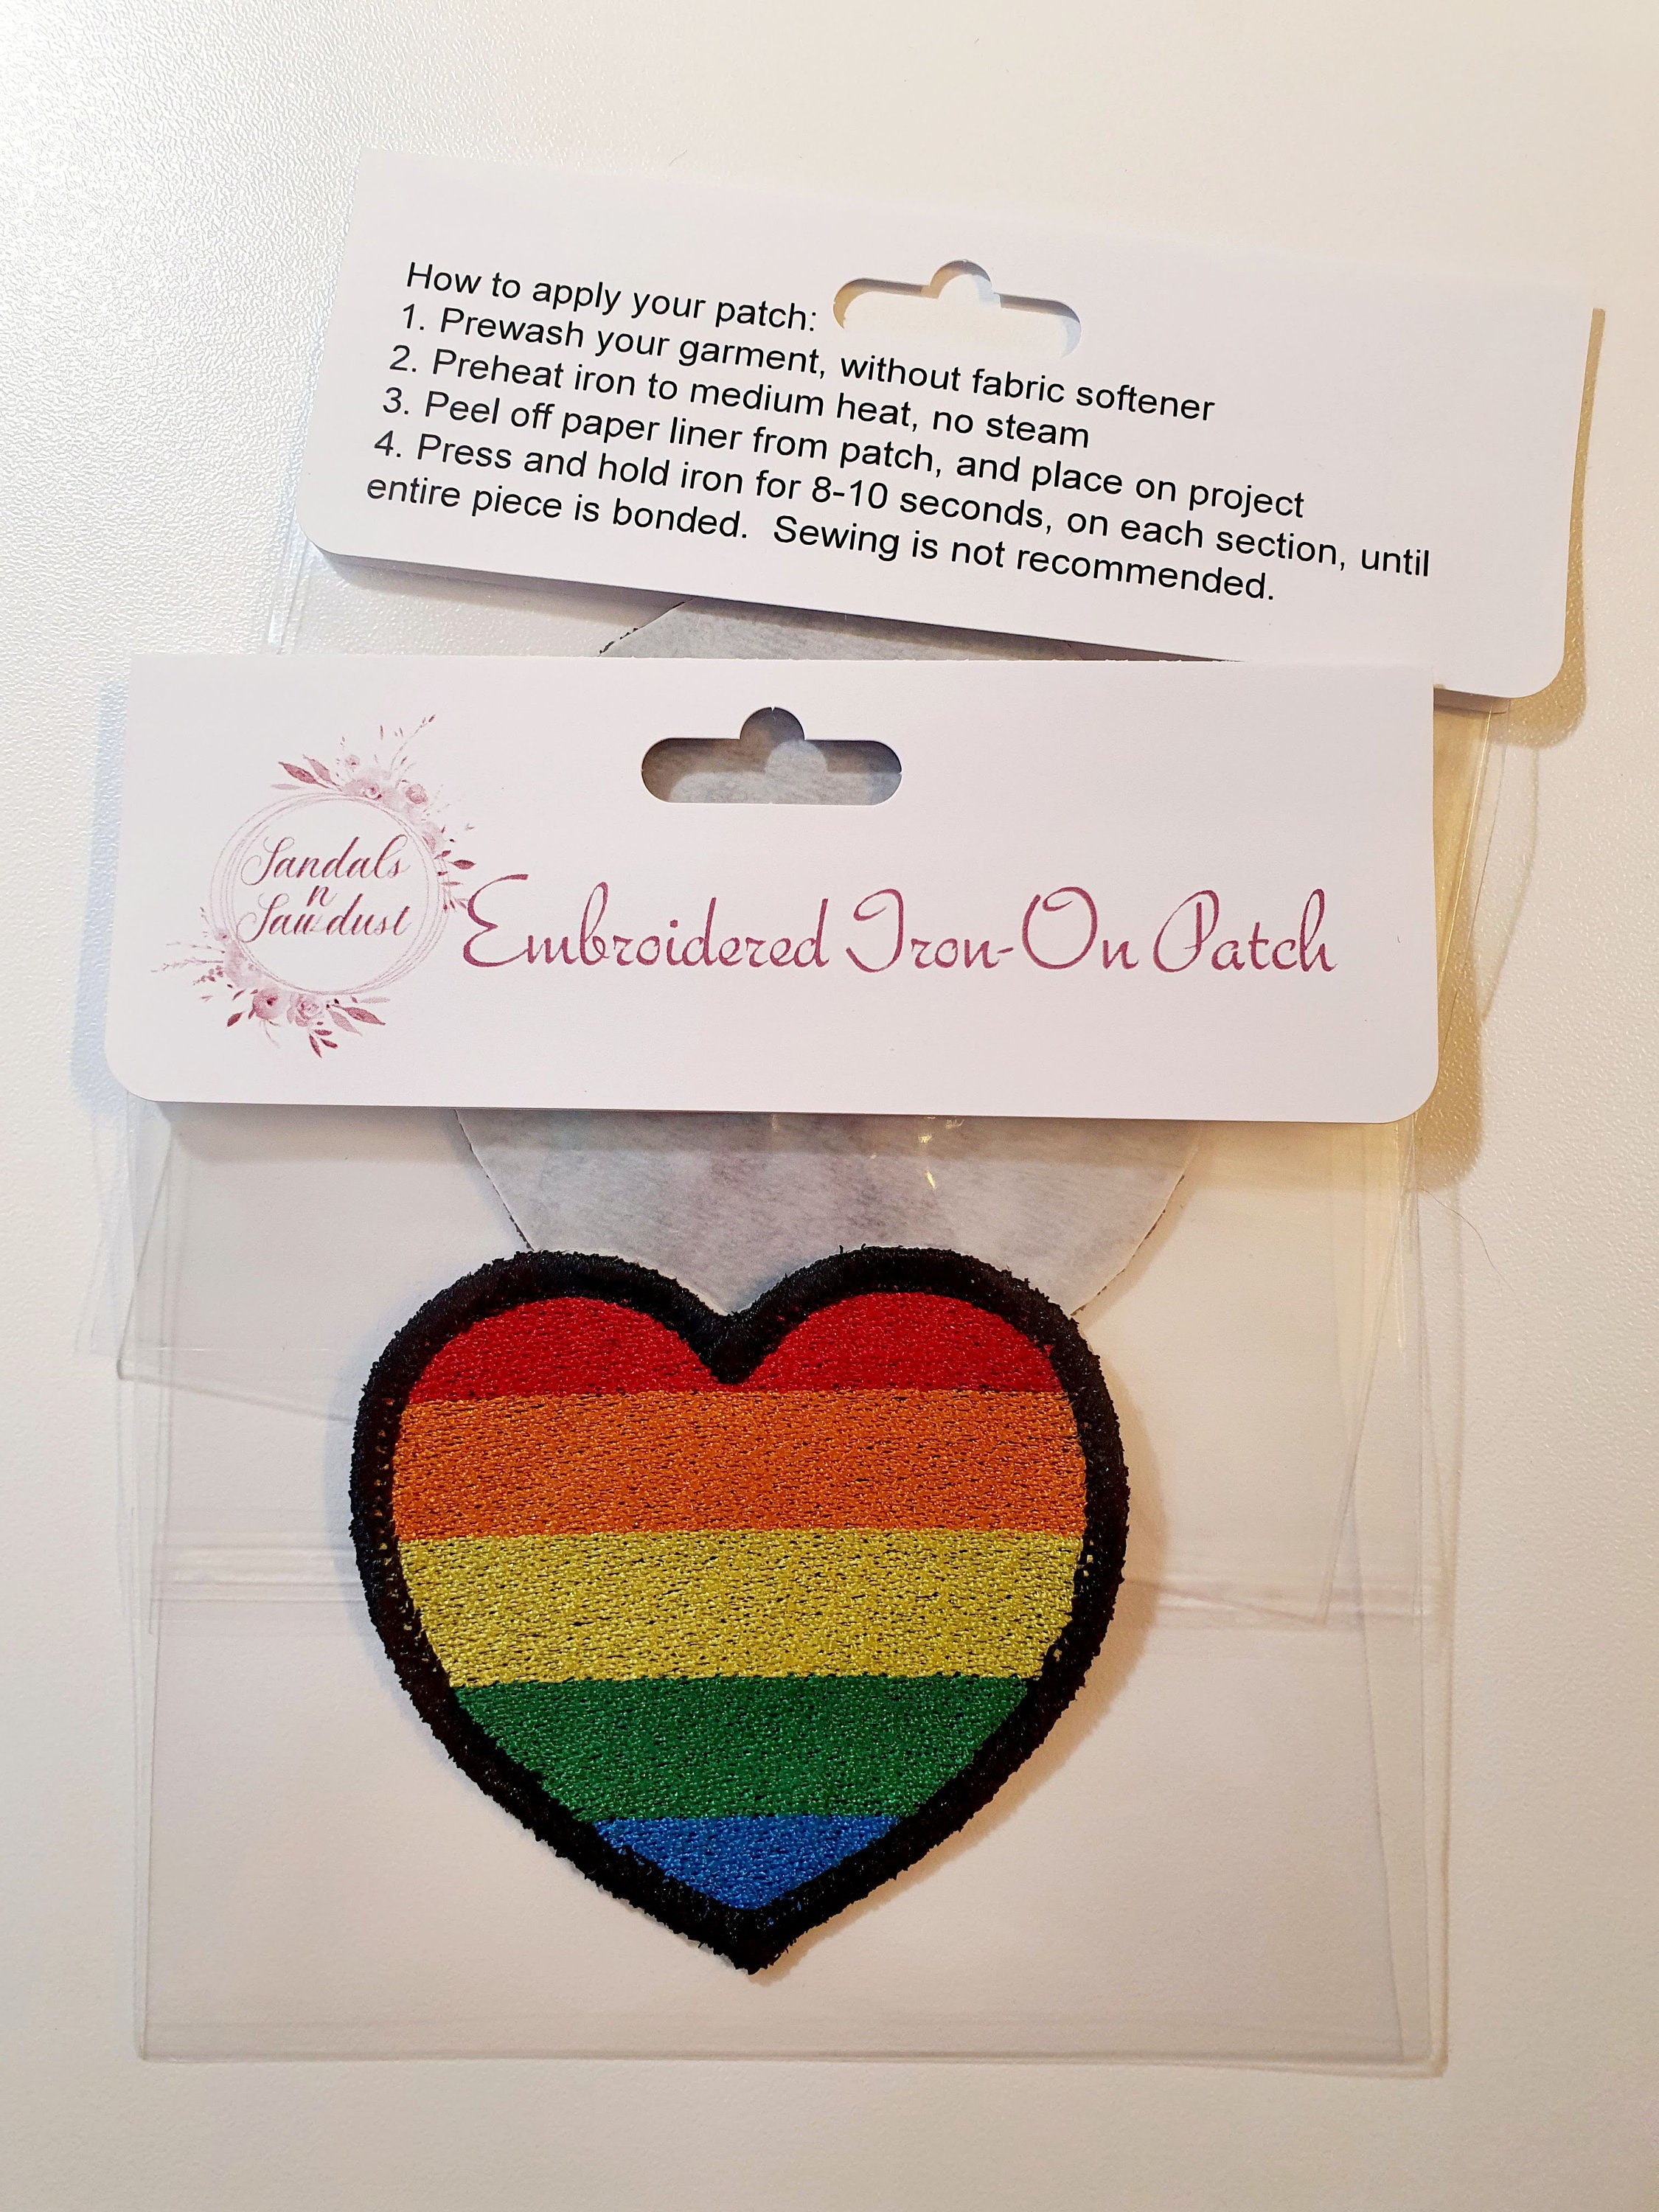 How to apply your patch:
1. Prewash your garment, without fabric softener
2. Preheat iron to medium heat, no steam
3. Peel off paper liner from patch, and place on project
4. Press and hold iron for 8-10 seconds, on each section, until
entire piece is bonded.  Sewing is not recommended.
Sandals
n
Sawdust
Embroidered Iron-On Patch